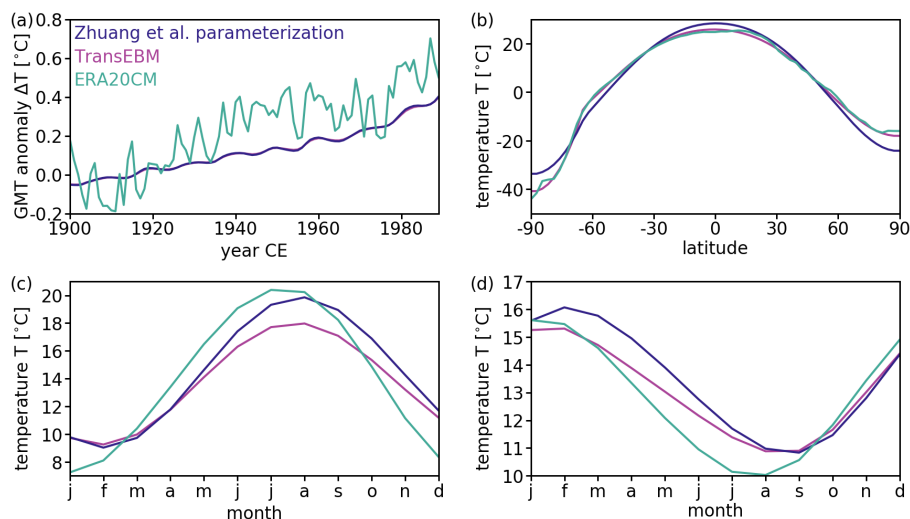 (a)
0.8
0.6
0.4
0.2
0.0
-0.2
GMT anomaly ΔT [°C]
Zhuang et al. parameterization
TransEBM
ERA20CM
1900 1920 1940 1960 1980
year CE
(b)
20
0
-20
-40
temperature T [°C]
-90 -60 -30 0 30 60 90
latitude
(c)
20
18
16
14
12
10
8
temperature T [°C]
j f m a m j j a s o n d
month
(d)
17
16
15
14
13
12
11
10
temperature T [°C]
j f m a m j j a s o n d
month